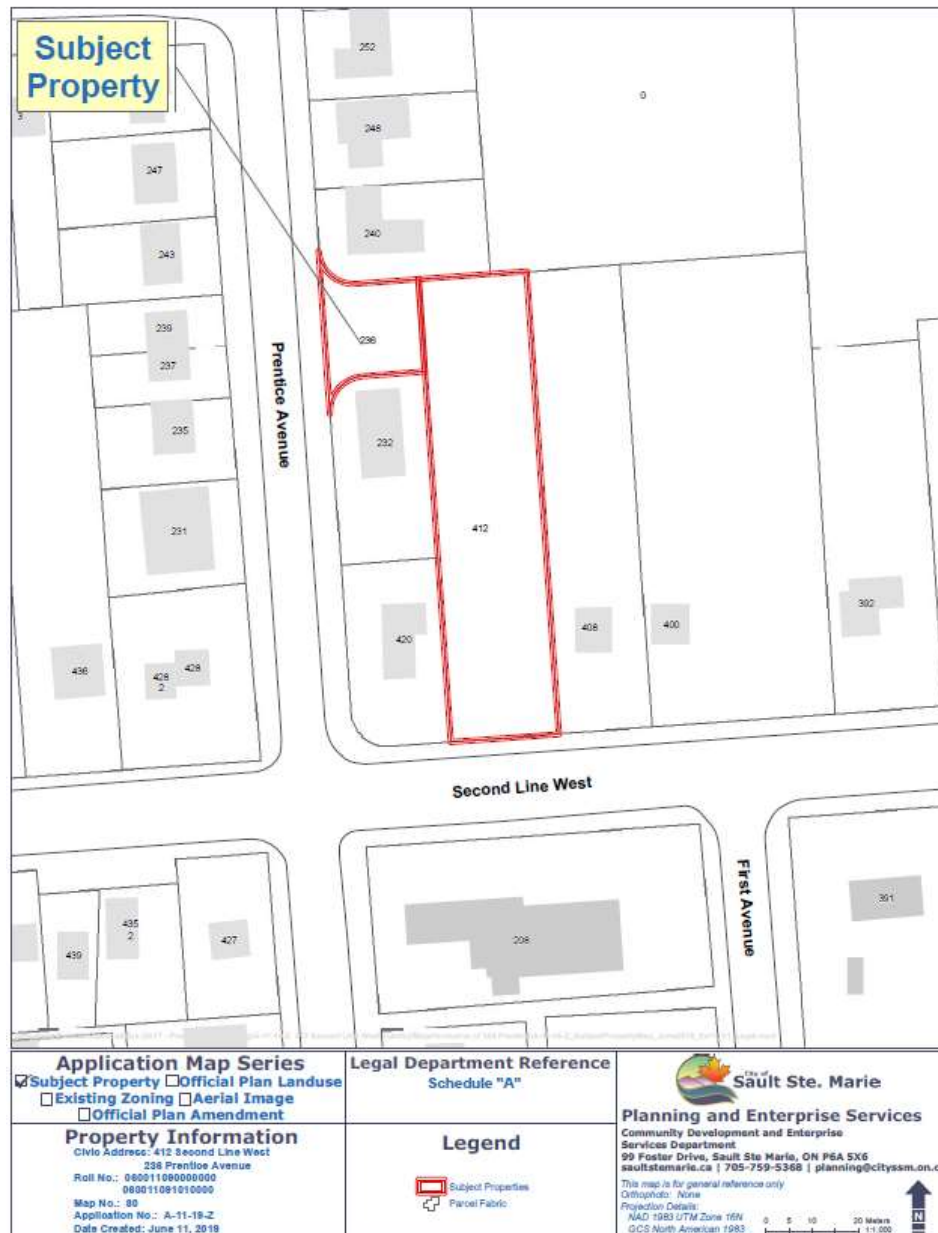 Subject
Property
252
248
240
0
3
247
243
239
237
235
231
236
232
412
420
408
400
392
436
428
2
428
Prentice Avenue
Second Line West
First Avenue
439
435
2
427
208
391
Application Map Series
Subject Property Official Plan Landuse
Existing Zoning Aerial Image
Official Plan Amendment
Property Information
Civic Address: 412 Second Line West
236 Prentice Avenue
Roll No.: 060011090000000
060011091010000
Map No.: 80
Application No.: A-11-19-Z
Date Created: June 11, 2019
Legal Department Reference
Schedule "A"
Legend
Subject Properties
Parcel Fabric
City of
Sault Ste. Marie
Planning and Enterprise Services
Community Development and Enterprise
Services Department
99 Foster Drive, Sault Ste Marie, ON P6A 5X6
saultstemarie.ca | 705-759-5368 | planning@cityssm.on.c
This map is for general reference only
Orthophoto: None
Projection Details:
NAD 1983 UTM Zone 16N
GCS North American 1983
0 5 10 20 Meters
1:1,000
N